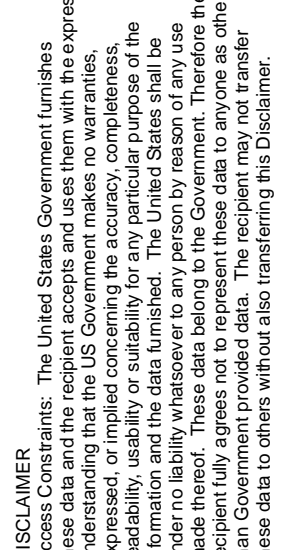 ISCLAIMER
ccess Constraints: The United States Government furnishes
ese data and the recipient accepts and uses them with the expres
nderstanding that the US Government makes no warranties,
xpressed, or implied concerning the accuracy, completeness,
eadability, usability or suitability for any particular purpose of the
formation and the data furnished. The United States shall be
nder no liability whatsoever to any person by reason of any use
ade thereof. These data belong to the Government. Therefore the
ecipient fully agrees not to represent these data to anyone as othe
an Government provided data. The recipient may not transfer
ese data to others without also transferring this Disclaimer.